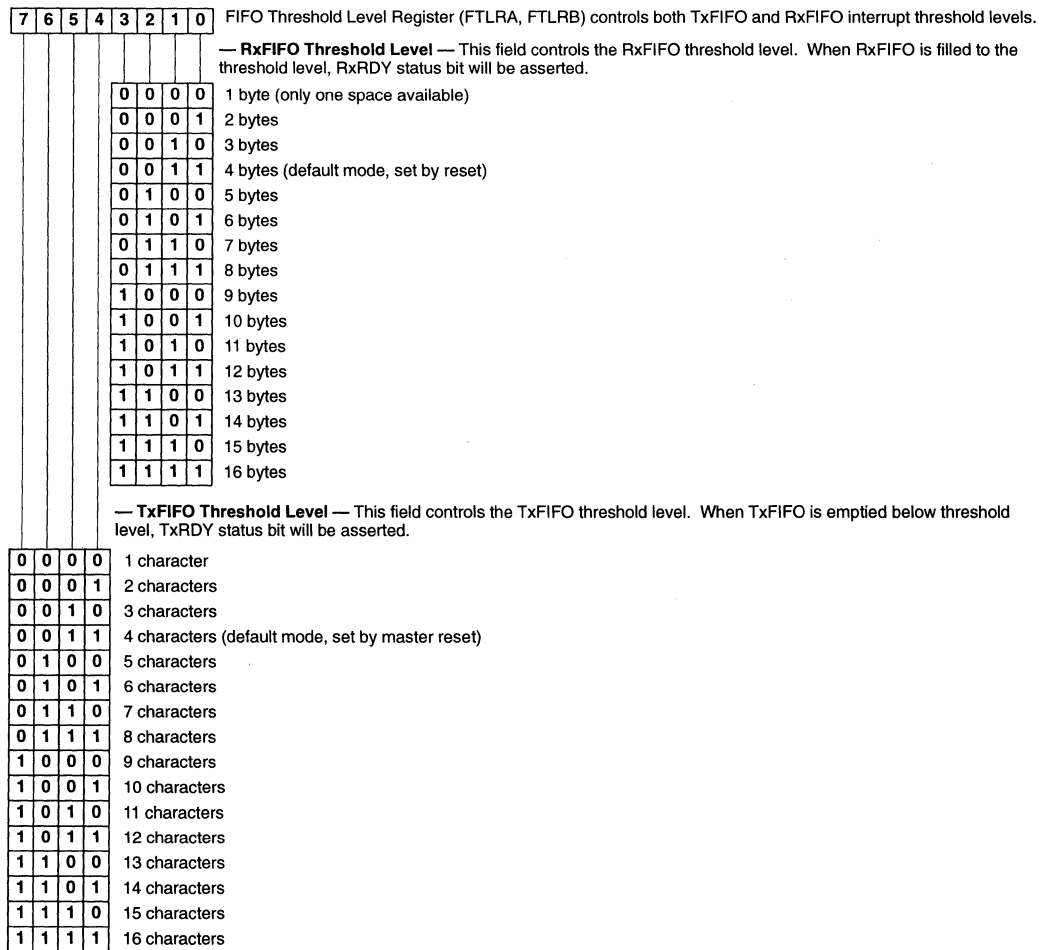 7 6 5 4 3 2 1 0 FIFO Threshold Level Register (FTLRA, FTLRB) controls both TxFIFO and RxFIFO interrupt threshold levels.
— RxFIFO Threshold Level — This field controls the RxFIFO threshold level. When RxFIFO is filled to the
threshold level, RxRDY status bit will be asserted.
0 0 0 0 1 byte (only one space available)
0 0 0 1 2 bytes
0 0 1 0 3 bytes
0 0 1 1 4 bytes (default mode, set by reset)
0 1 0 0 5 bytes
0 1 0 1 6 bytes
0 1 1 0 7 bytes
0 1 1 1 8 bytes
1 0 0 0 9 bytes
1 0 0 1 10 bytes
1 0 1 0 11 bytes
1 0 1 1 12 bytes
1 1 0 0 13 bytes
1 1 0 1 14 bytes
1 1 1 0 15 bytes
1 1 1 1 16 bytes
— TxFIFO Threshold Level — This field controls the TxFIFO threshold level. When TxFIFO is emptied below threshold
level, TxRDY status bit will be asserted.
0 0 0 0 1 character
0 0 0 1 2 characters
0 0 1 0 3 characters
0 0 1 1 4 characters (default mode, set by master reset)
0 1 0 0 5 characters
0 1 0 1 6 characters
0 1 1 0 7 characters
0 1 1 1 8 characters
1 0 0 0 9 characters
1 0 0 1 10 characters
1 0 1 0 11 characters
1 0 1 1 12 characters
1 1 0 0 13 characters
1 1 0 1 14 characters
1 1 1 0 15 characters
1 1 1 1 16 characters